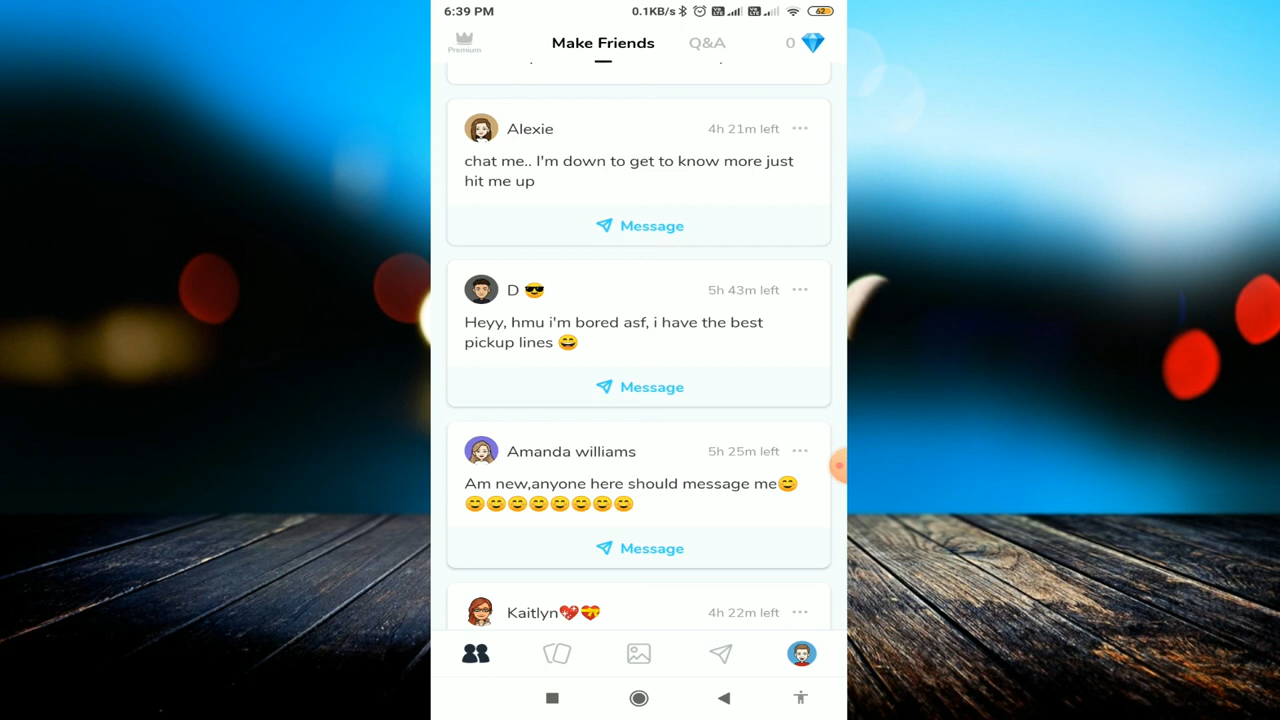 6:39 PM 0.1KB/s 62
Premium Make Friends Q&A 0
Alexie 4h 21m left
chat me.. I'm down to get to know more just
hit me up
Message
D 😎 5h 43m left
Heyy, hmu i'm bored asf, i have the best
pickup lines 😄
Message
Amanda williams 5h 25m left
Am new,anyone here should message me😊
😊😊😊😊😊😊😊😊
Message
Kaitlyn💖💝 4h 22m left